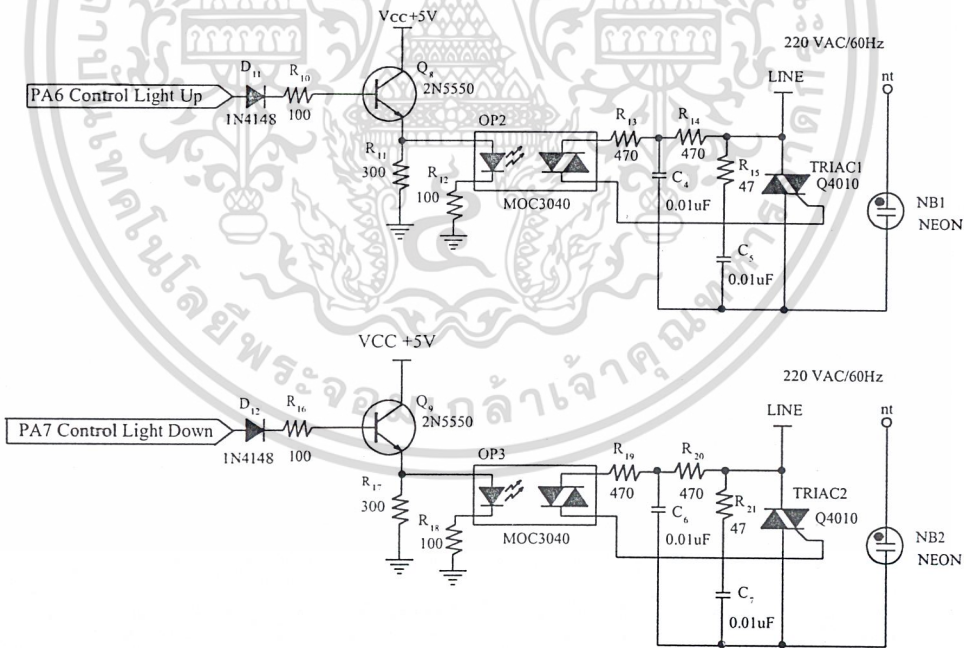 Vcc+5V
220 VAC/60Hz
D11
R10
Q8
2N5550
LINE
nt
PA6 Control Light Up
1N4148
100
OP2
R13
470
R14
470
R11
300
R12
100
MOC3040
C4
0.01uF
R15
47
TRIAC1
Q4010
NB1
NEON
C5
0.01uF
VCC +5V
220 VAC/60Hz
D12
R16
Q9
2N5550
LINE
nt
PA7 Control Light Down
1N4148
100
OP3
R19
470
R20
470
R17
300
R18
100
MOC3040
C6
0.01uF
R21
47
TRIAC2
Q4010
NB2
NEON
C7
0.01uF